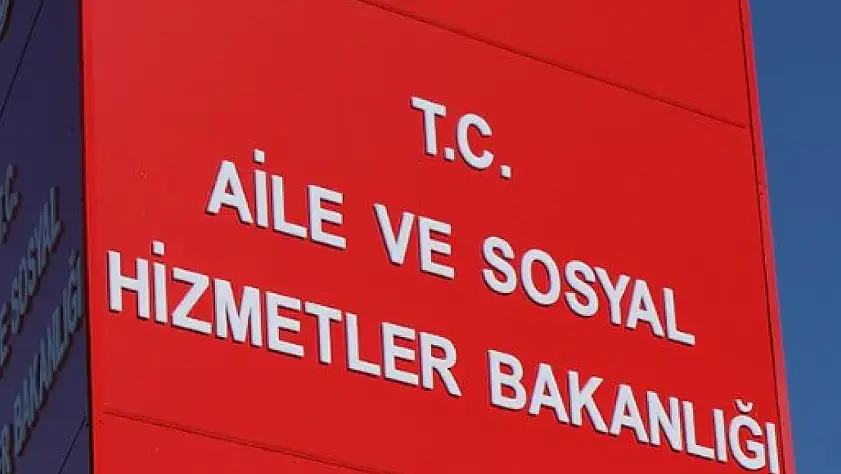 T.C.
AİLE VE SOSYAL
HİZMETLER BAKANLIĞI